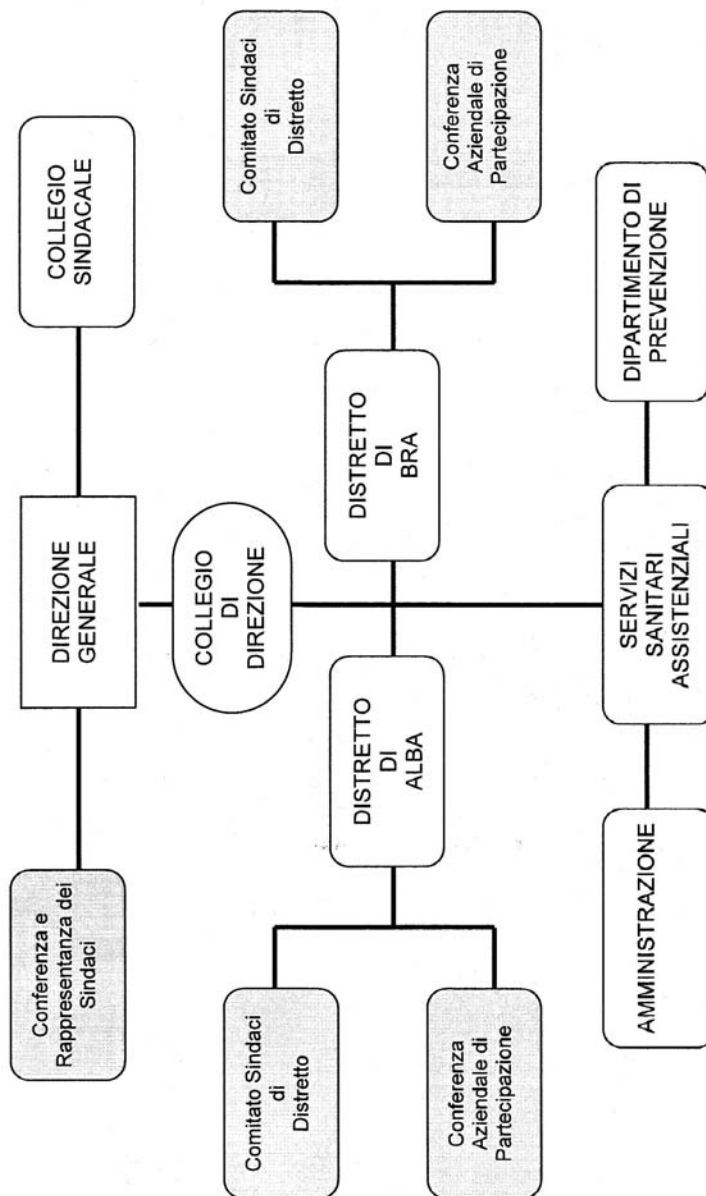 Conferenza e
Rappresentanza dei
Sindaci
DIREZIONE
GENERALE
COLLEGIO
SINDACALE
COLLEGIO
DI
DIREZIONE
Comitato Sindaci
di
Distretto
Conferenza
Aziendale di
Partecipazione
DISTRETTO
DI
ALBA
DISTRETTO
DI
BRA
Comitato Sindaci
di
Distretto
Conferenza
Aziendale di
Partecipazione
AMMINISTRAZIONE
SERVIZI
SANITARI
ASSISTENZIALI
DIPARTIMENTO DI
PREVENZIONE